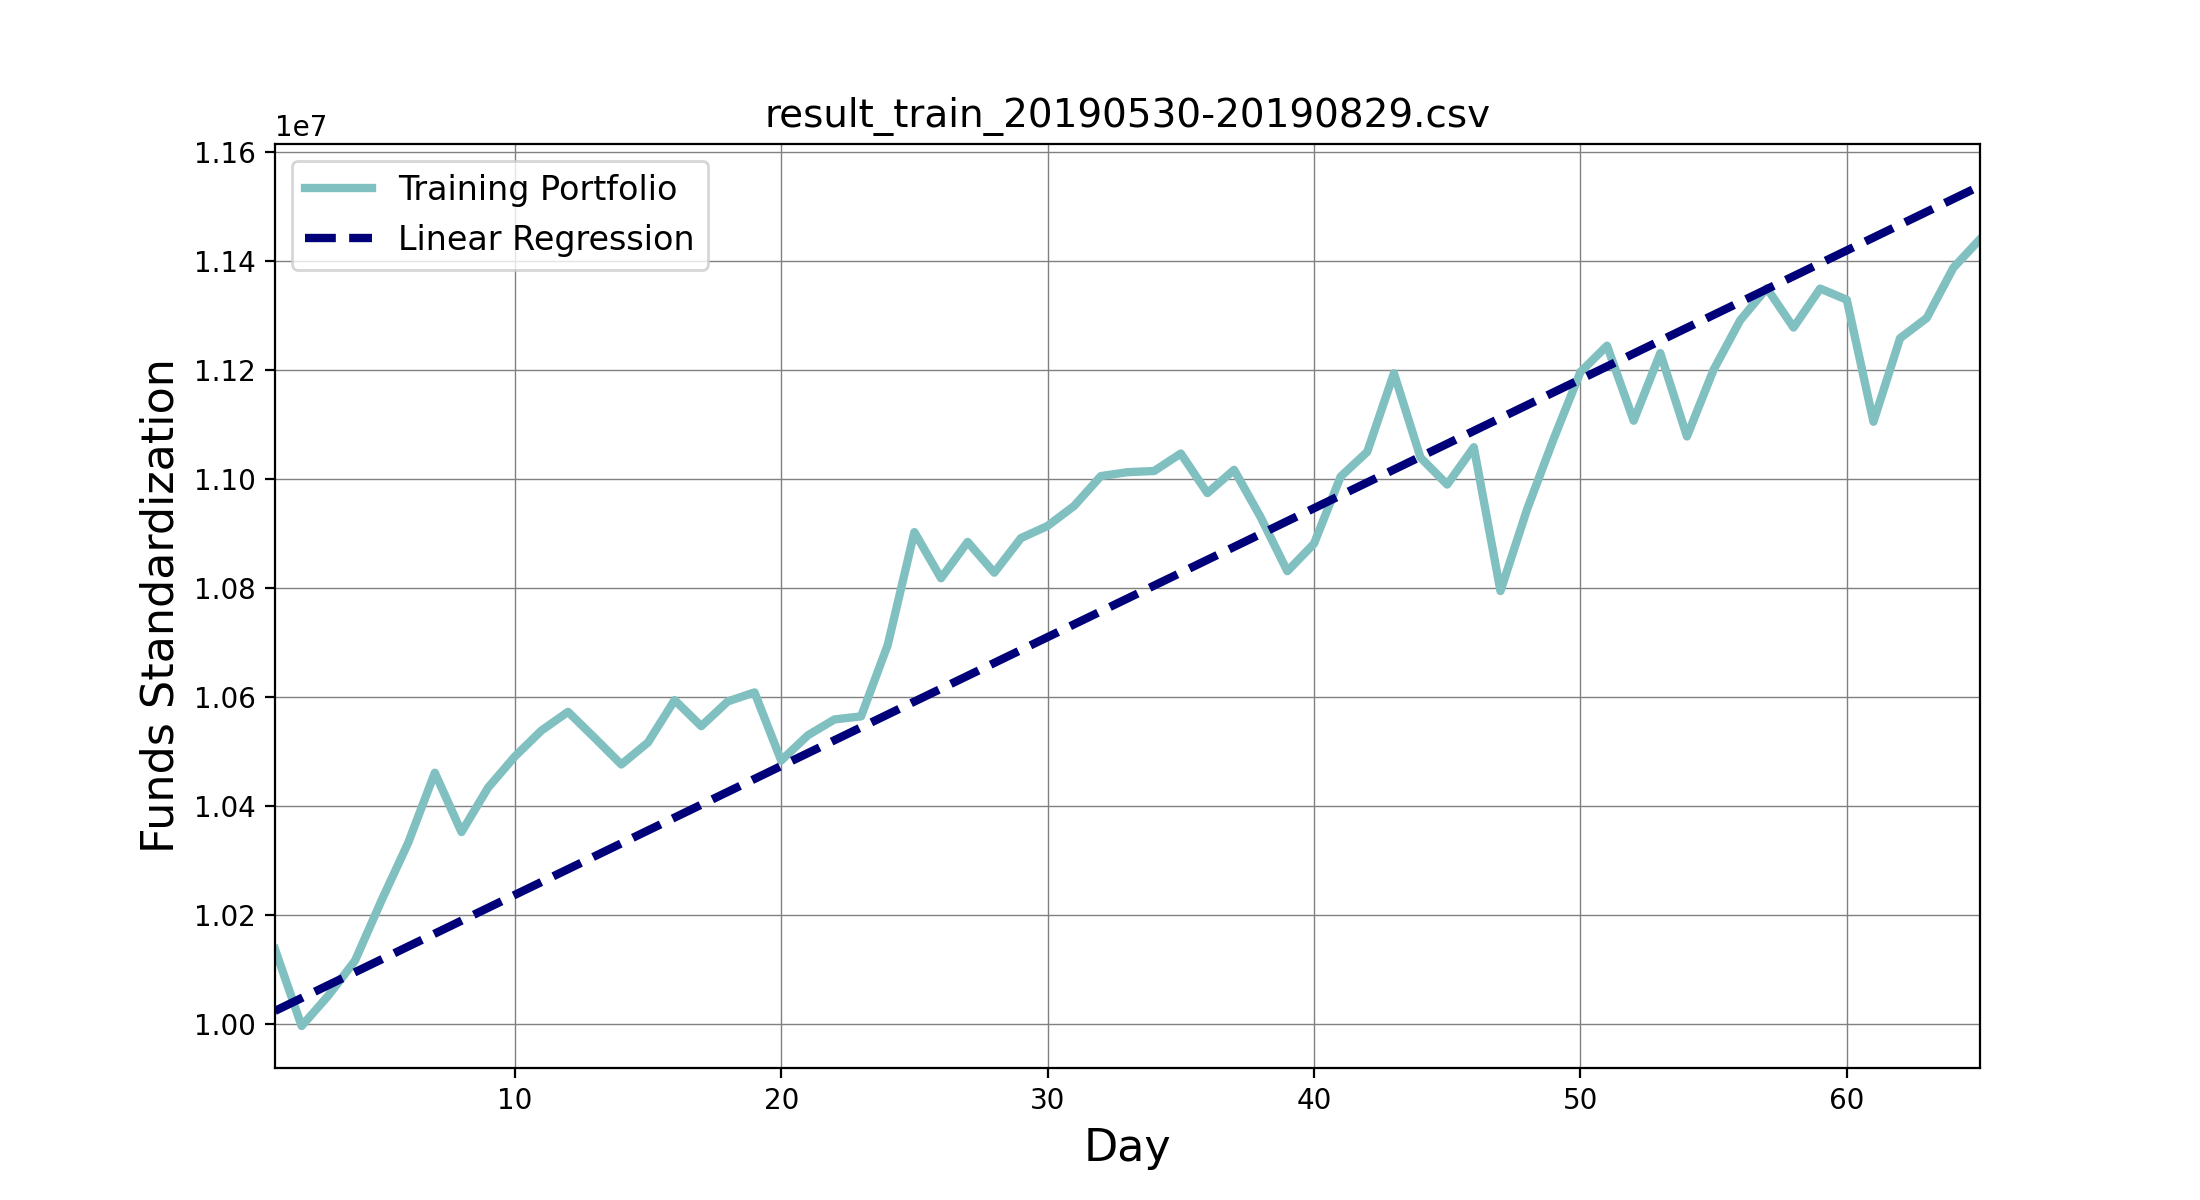 result_train_20190530-20190829.csv
1e7
Training Portfolio
Linear Regression
1.16
1.14
1.12
1.10
1.08
1.06
1.04
1.02
1.00
Funds Standardization
10 20 30 40 50 60
Day